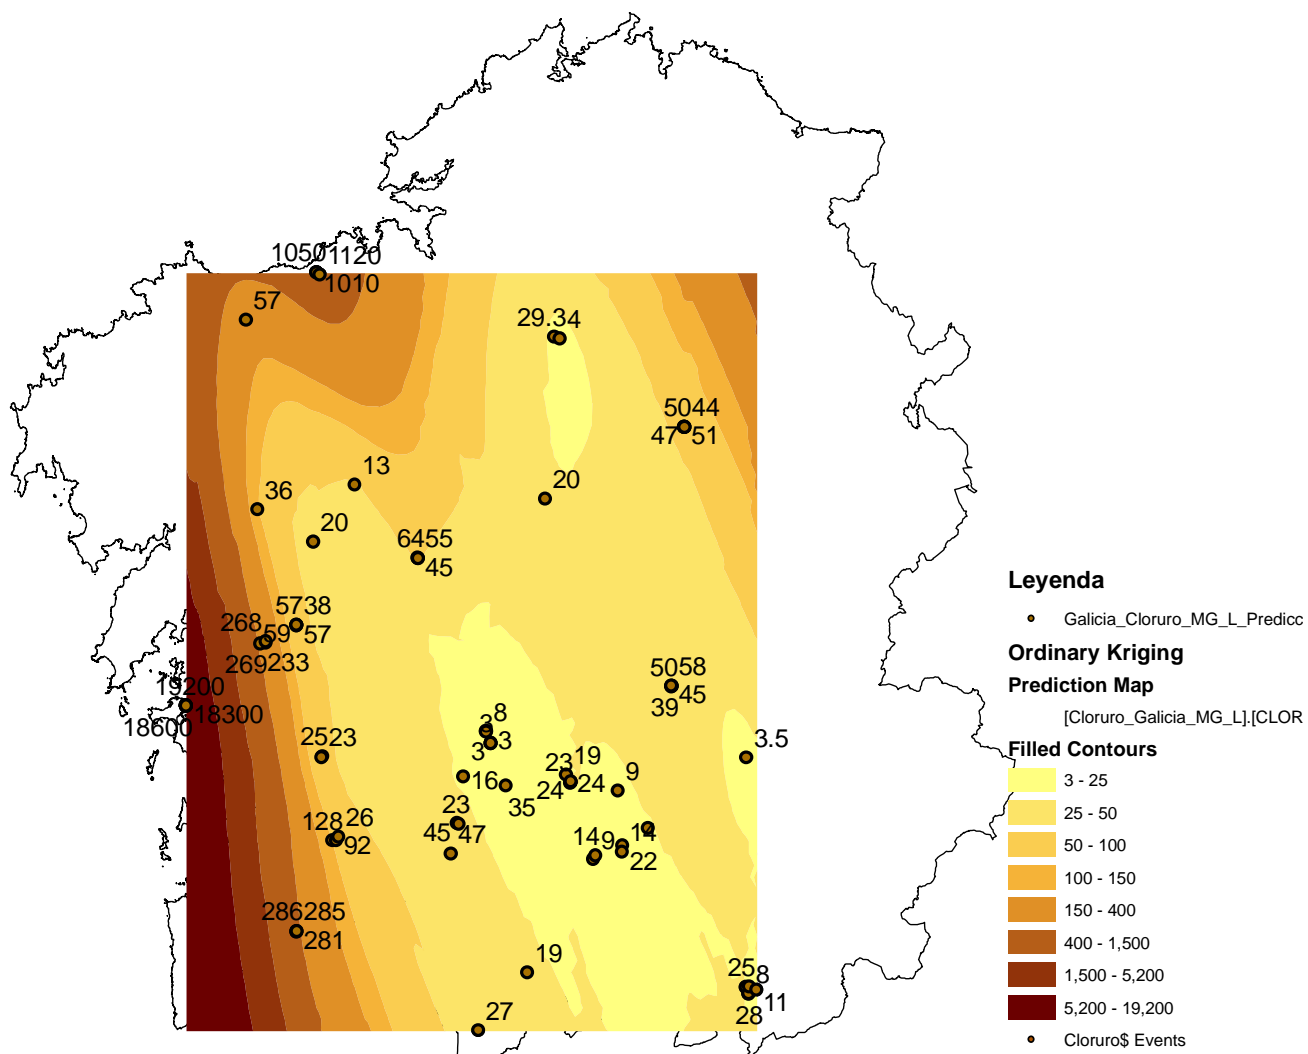 1050 1120
1010
57
29.34
5044
47 51
13
36
20
20
6455
45
5738
268 59 57
269233
19200
18300
18600
5058
45
39
2523
8
3
3
3
3.5
16
35
19
23
24 24
9
23
45 47
128 26
92
149
14
22
286285
281
19
27
25 8
11
28
Leyenda
Galicia_Cloruro_MG_L_Predicc
Ordinary Kriging
Prediction Map
[Cloruro_Galicia_MG_L].[CLOR
Filled Contours
3 - 25
25 - 50
50 - 100
100 - 150
150 - 400
400 - 1,500
1,500 - 5,200
5,200 - 19,200
Cloruro$ Events